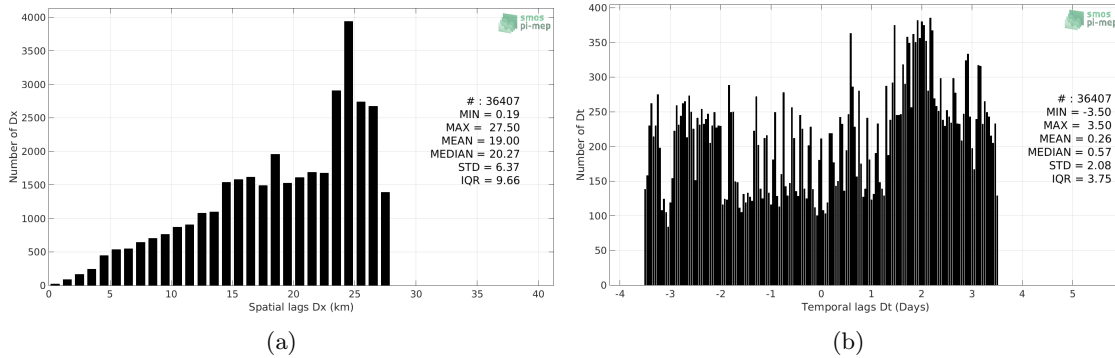 4000
3500
3000
2500
2000
1500
1000
500
0
Number of Dx
0
5
10
15
20
25
30
35
40
Spatial lags Dx (km)
smos
pi-mep
# : 36407
MIN = 0.19
MAX = 27.50
MEAN = 19.00
MEDIAN = 20.27
STD = 6.37
IQR = 9.66
(a)
400
350
300
250
200
150
100
50
0
Number of Dt
-4
-3
-2
-1
0
1
2
3
4
5
Temporal lags Dt (Days)
smos
pi-mep
# : 36407
MIN = -3.50
MAX = 3.50
MEAN = 0.26
MEDIAN = 0.57
STD = 2.08
IQR = 3.75
(b)